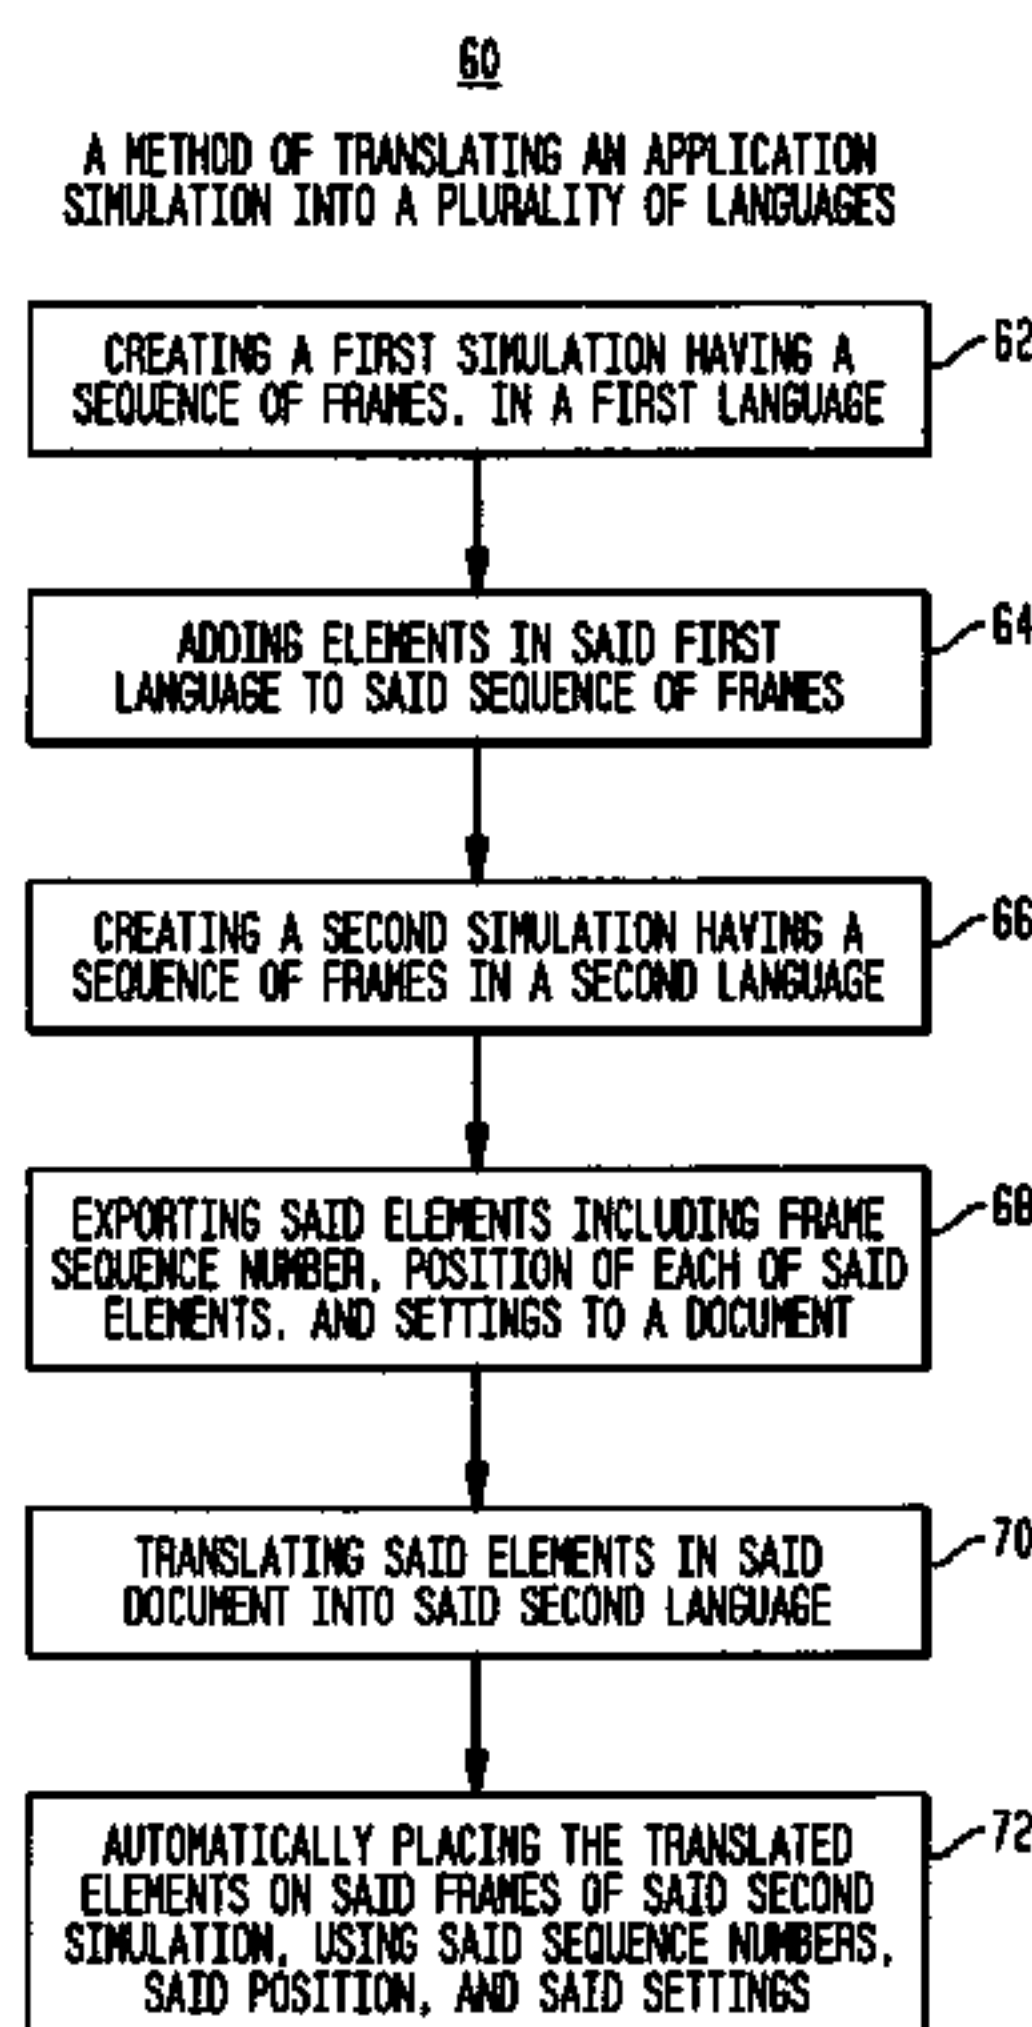 60
A METHOD OF TRANSLATING AN APPLICATION
SIMULATION INTO A PLURALITY OF LANGUAGES
CREATING A FIRST SIMULATION HAVING A
SEQUENCE OF FRAMES, IN A FIRST LANGUAGE
62
ADDING ELEMENTS IN SAID FIRST
LANGUAGE TO SAID SEQUENCE OF FRAMES
64
CREATING A SECOND SIMULATION HAVING A
SEQUENCE OF FRAMES IN A SECOND LANGUAGE
66
EXPORTING SAID ELEMENTS INCLUDING FRAME
SEQUENCE NUMBER, POSITION OF EACH OF SAID
ELEMENTS, AND SETTINGS TO A DOCUMENT
68
TRANSLATING SAID ELEMENTS IN SAID
DOCUMENT INTO SAID SECOND LANGUAGE
70
AUTOMATICALLY PLACING THE TRANSLATED
ELEMENTS ON SAID FRAMES OF SAID SECOND
SIMULATION, USING SAID SEQUENCE NUMBERS,
SAID POSITION, AND SAID SETTINGS
72